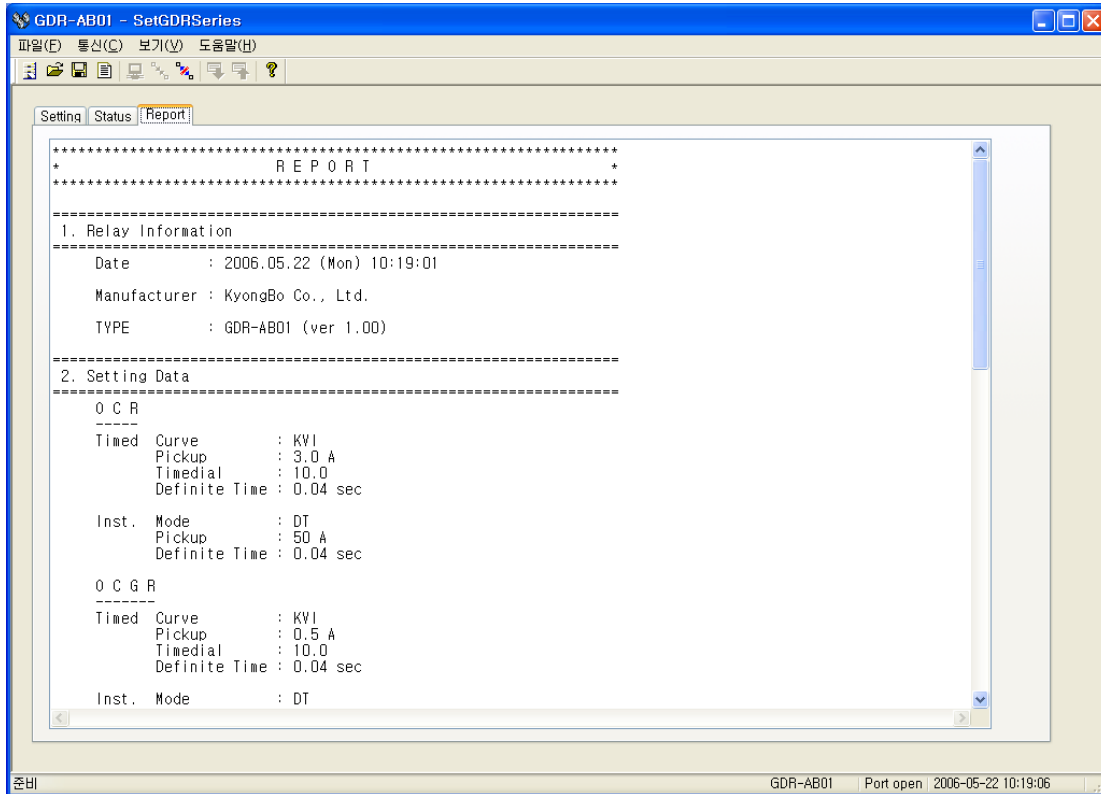 GDR-AB01 - SetGDRSeries
파일(F) 통신(C) 보기(V) 도움말(H)
Setting Status Report
******************************************************************
* R E P O R T *
******************************************************************
==================================================================
1. Relay Information
==================================================================
Date : 2006.05.22 (Mon) 10:19:01
Manufacturer : KyongBo Co., Ltd.
TYPE : GDR-AB01 (ver 1.00)
==================================================================
2. Setting Data
==================================================================
O C R
-----
Timed Curve : KVI
Pickup : 3.0 A
Timedial : 10.0
Definite Time : 0.04 sec
Inst. Mode : DT
Pickup : 50 A
Definite Time : 0.04 sec
O C G R
-------
Timed Curve : KVI
Pickup : 0.5 A
Timedial : 10.0
Definite Time : 0.04 sec
Inst. Mode : DT
준비 GDR-AB01 Port open 2006-05-22 10:19:06